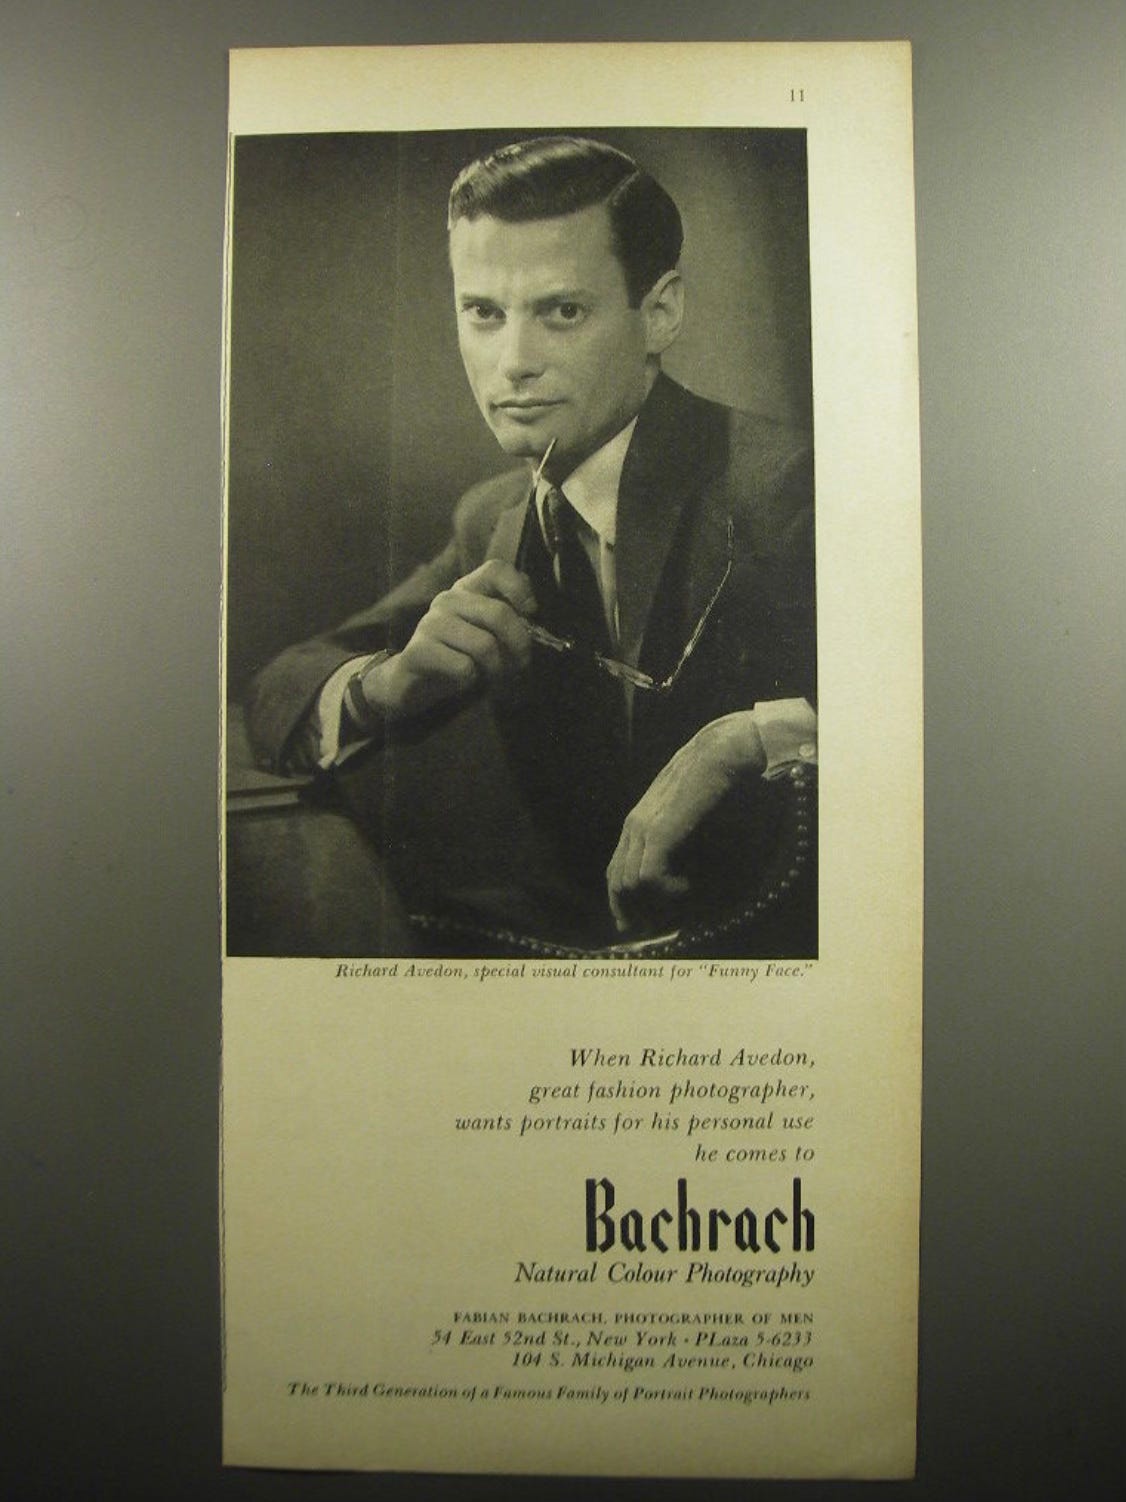 11
Richard Avedon, special visual consultant for "Funny Face."
When Richard Avedon,
great fashion photographer,
wants portraits for his personal use
he comes to
Bachrach
Natural Colour Photography
FABIAN BACHRACH, PHOTOGRAPHER OF MEN
54 East 52nd St., New York · PLaza 5-6233
104 S. Michigan Avenue, Chicago
The Third Generation of a Famous Family of Portrait Photographers